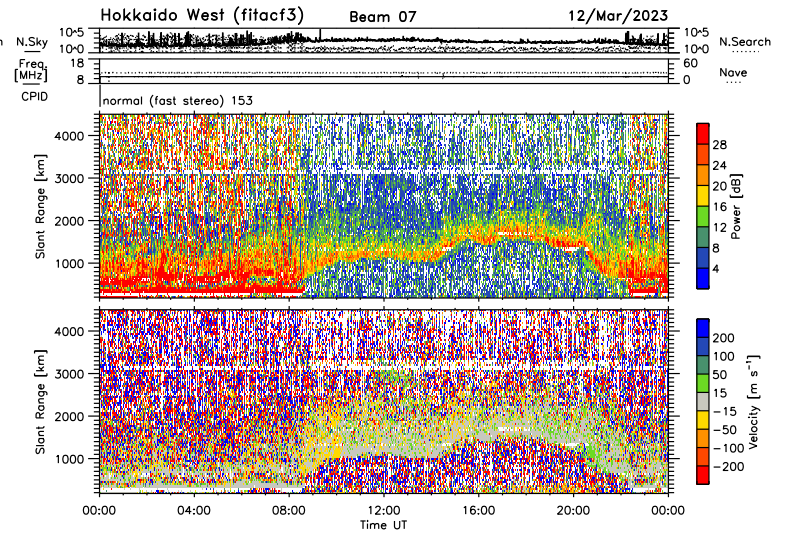 Hokkaido West (fitacf3) Beam 07 12/Mar/2023
N.Sky 10^5 10^0 10^5 10^0 N.Search
Freq. [MHz] 18 8 60 0 Nave
CPID normal (fast stereo) 153
Slant Range [km] 4000 3000 2000 1000
Power [dB] 28 24 20 16 12 8 4
Slant Range [km] 4000 3000 2000 1000
Velocity [m s⁻¹] 200 100 50 15 -15 -50 -100 -200
00:00 04:00 08:00 12:00 16:00 20:00 00:00
Time UT